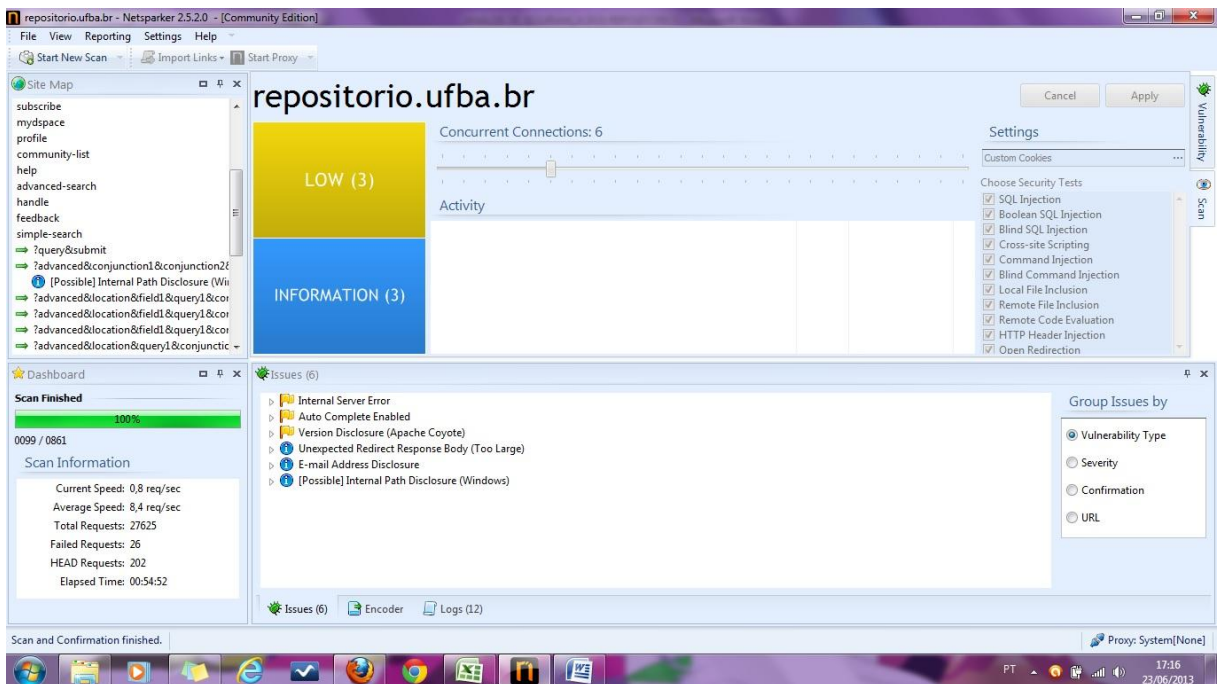 repositorio.ufba.br - Netsparker 2.5.2.0 - [Community Edition]
File View Reporting Settings Help
Start New Scan Import Links Start Proxy
Site Map
subscribe
mydspace
profile
community-list
help
advanced-search
handle
feedback
simple-search
?query&submit
?advanced&conjunction1&conjunction2&
[Possible] Internal Path Disclosure (Wi
?advanced&location&field1&query1&cor
?advanced&location&field1&query1&cor
?advanced&location&field1&query1&cor
?advanced&location&query1&conjunctic
repositorio.ufba.br
Cancel Apply
LOW (3)
INFORMATION (3)
Concurrent Connections: 6
Activity
Settings
Custom Cookies ...
Choose Security Tests
SQL Injection
Boolean SQL Injection
Blind SQL Injection
Cross-site Scripting
Command Injection
Blind Command Injection
Local File Inclusion
Remote File Inclusion
Remote Code Evaluation
HTTP Header Injection
Open Redirection
Vulnerability
Scan
Dashboard
Scan Finished
100%
0099 / 0861
Scan Information
Current Speed: 0,8 req/sec
Average Speed: 8,4 req/sec
Total Requests: 27625
Failed Requests: 26
HEAD Requests: 202
Elapsed Time: 00:54:52
Issues (6)
Internal Server Error
Auto Complete Enabled
Version Disclosure (Apache Coyote)
Unexpected Redirect Response Body (Too Large)
E-mail Address Disclosure
[Possible] Internal Path Disclosure (Windows)
Group Issues by
Vulnerability Type
Severity
Confirmation
URL
Issues (6) Encoder Logs (12)
Scan and Confirmation finished.
Proxy: System[None]
PT
17:16
23/06/2013